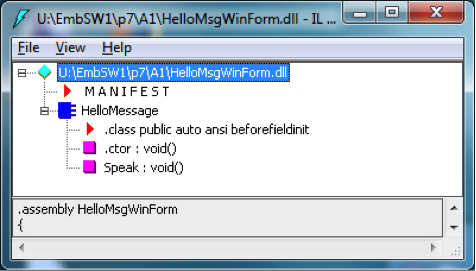 U:\EmbSW1\p7\A1\HelloMsgWinForm.dll - IL ...
File View Help
U:\EmbSW1\p7\A1\HelloMsgWinForm.dll
M A N I F E S T
HelloMessage
.class public auto ansi beforefieldinit
.ctor : void()
Speak : void()
.assembly HelloMsgWinForm
{